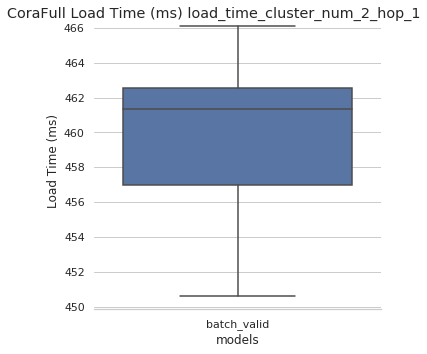 CoraFull Load Time (ms) load_time_cluster_num_2_hop_1
466
464
462
460
458
456
454
452
450
Load Time (ms)
batch_valid
models